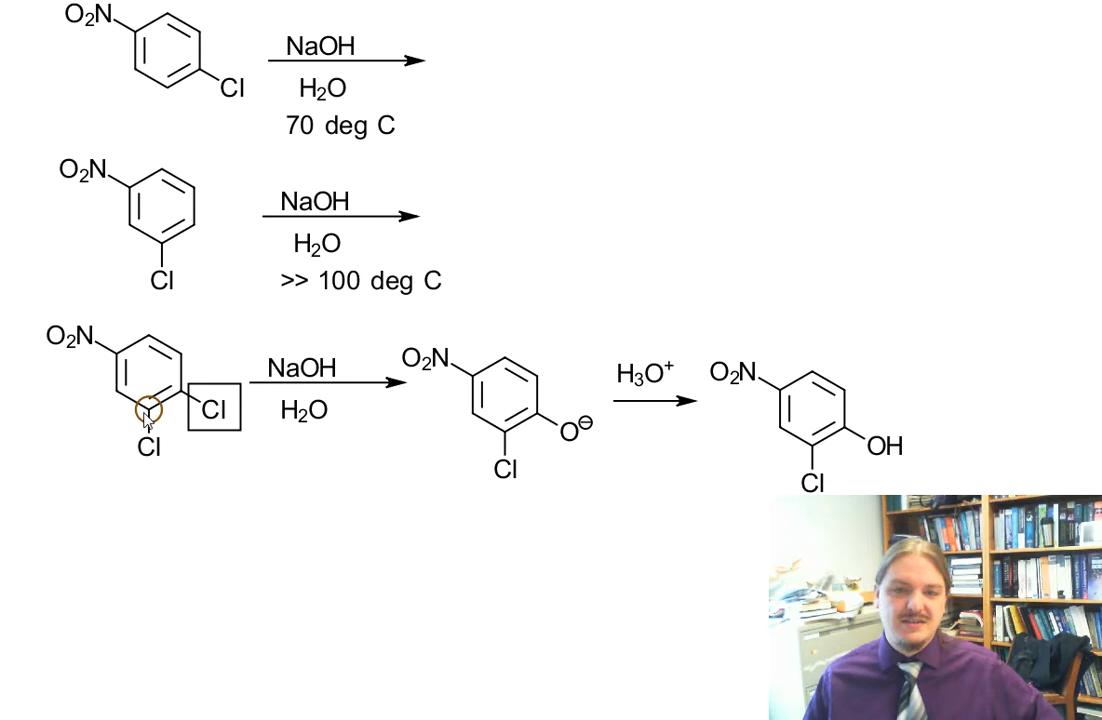 O₂N
Cl
NaOH
H₂O
70 deg C
O₂N
Cl
NaOH
H₂O
>> 100 deg C
O₂N
Cl
Cl
NaOH
H₂O
O₂N
O⊖
Cl
H₃O⁺
O₂N
OH
Cl